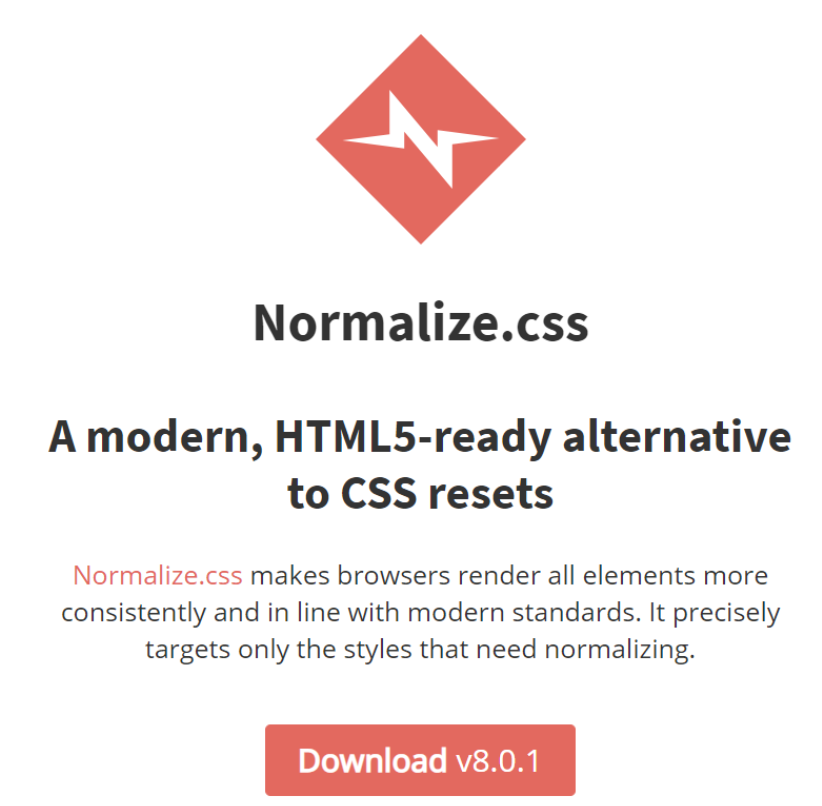 Normalize.css
A modern, HTML5-ready alternative
to CSS resets
Normalize.css makes browsers render all elements more
consistently and in line with modern standards. It precisely
targets only the styles that need normalizing.
Download v8.0.1